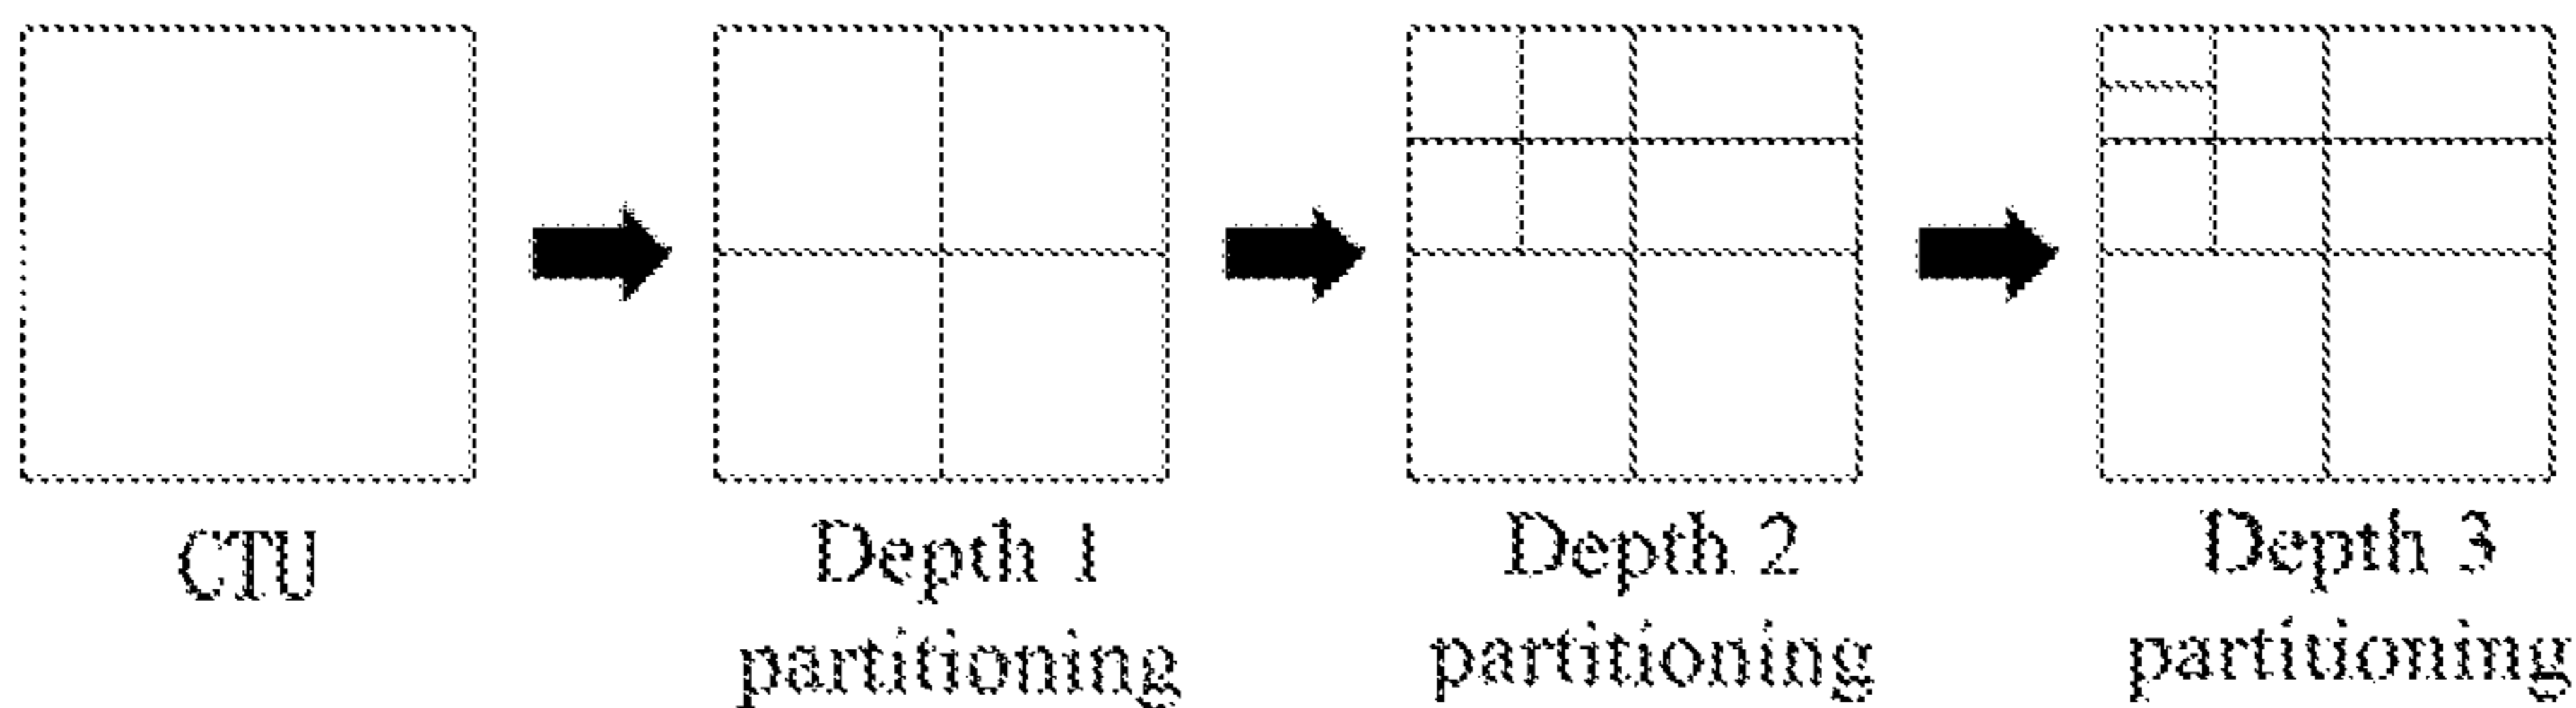 CTU
Depth 1
partitioning
Depth 2
partitioning
Depth 3
partitioning